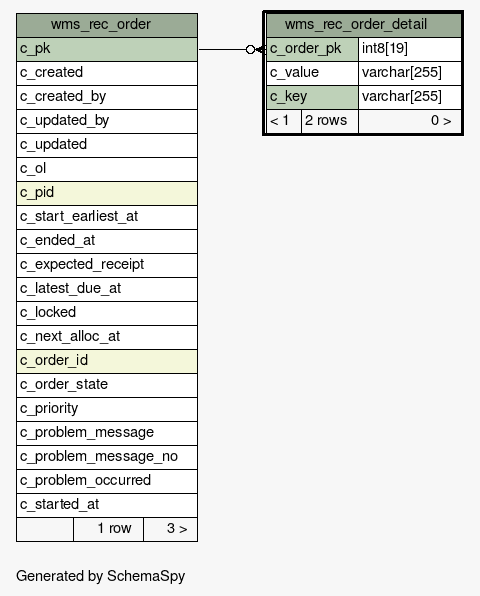 wms_rec_order
c_pk
c_created
c_created_by
c_updated_by
c_updated
c_ol
c_pid
c_start_earliest_at
c_ended_at
c_expected_receipt
c_latest_due_at
c_locked
c_next_alloc_at
c_order_id
c_order_state
c_priority
c_problem_message
c_problem_message_no
c_problem_occurred
c_started_at
1 row 3 >
wms_rec_order_detail
c_order_pk int8[19]
c_value varchar[255]
c_key varchar[255]
< 1 2 rows 0 >
Generated by SchemaSpy